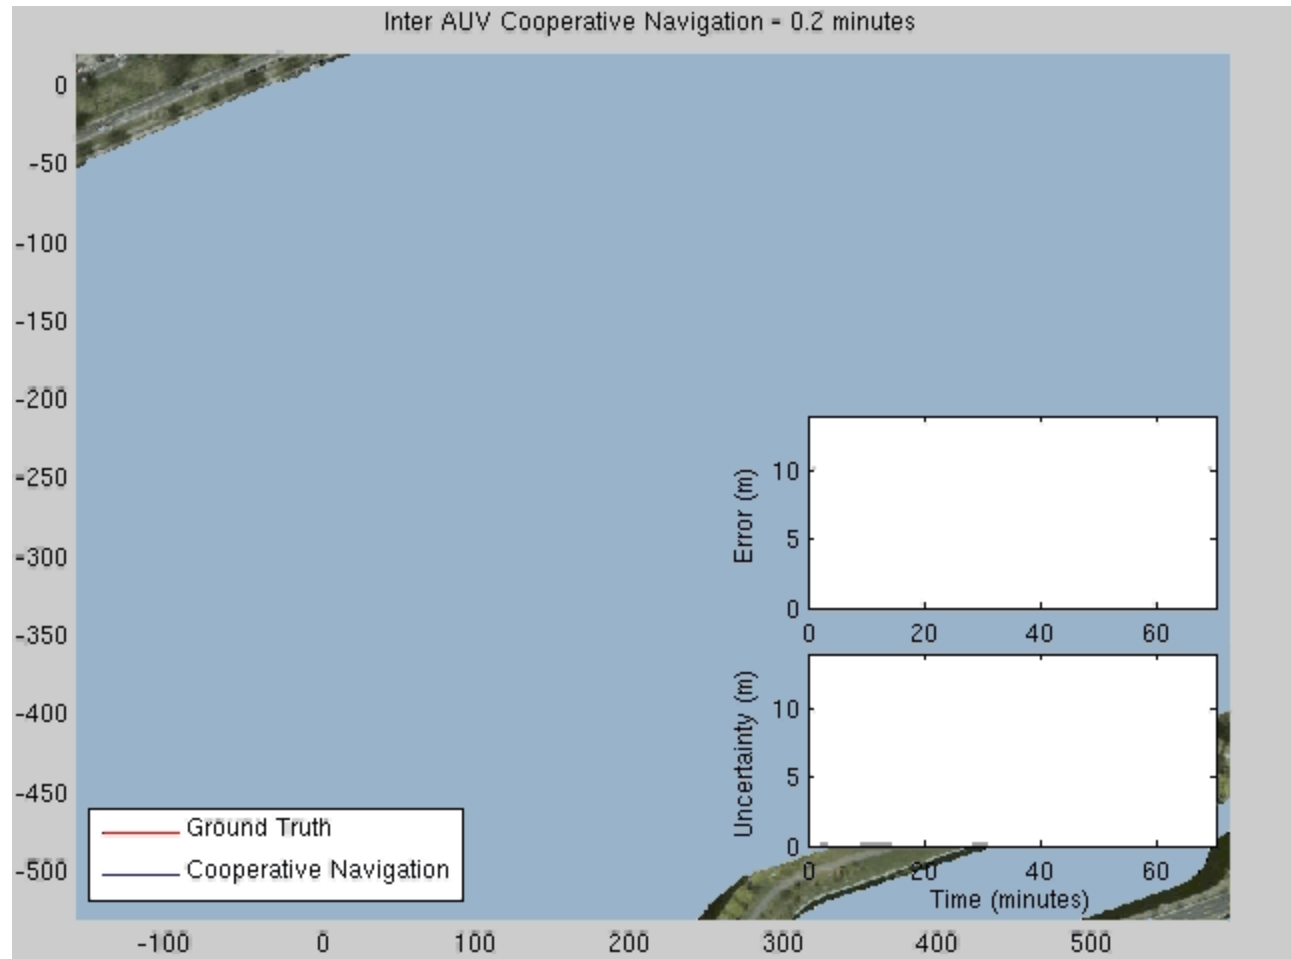 Inter AUV Cooperative Navigation = 0.2 minutes
0
-50
-100
-150
-200
-250
-300
-350
-400
-450
-500
-100 0 100 200 300 400 500
Error (m)
10
5
0
0 20 40 60
Uncertainty (m)
10
5
0
0 20 40 60
Time (minutes)
Ground Truth
Cooperative Navigation